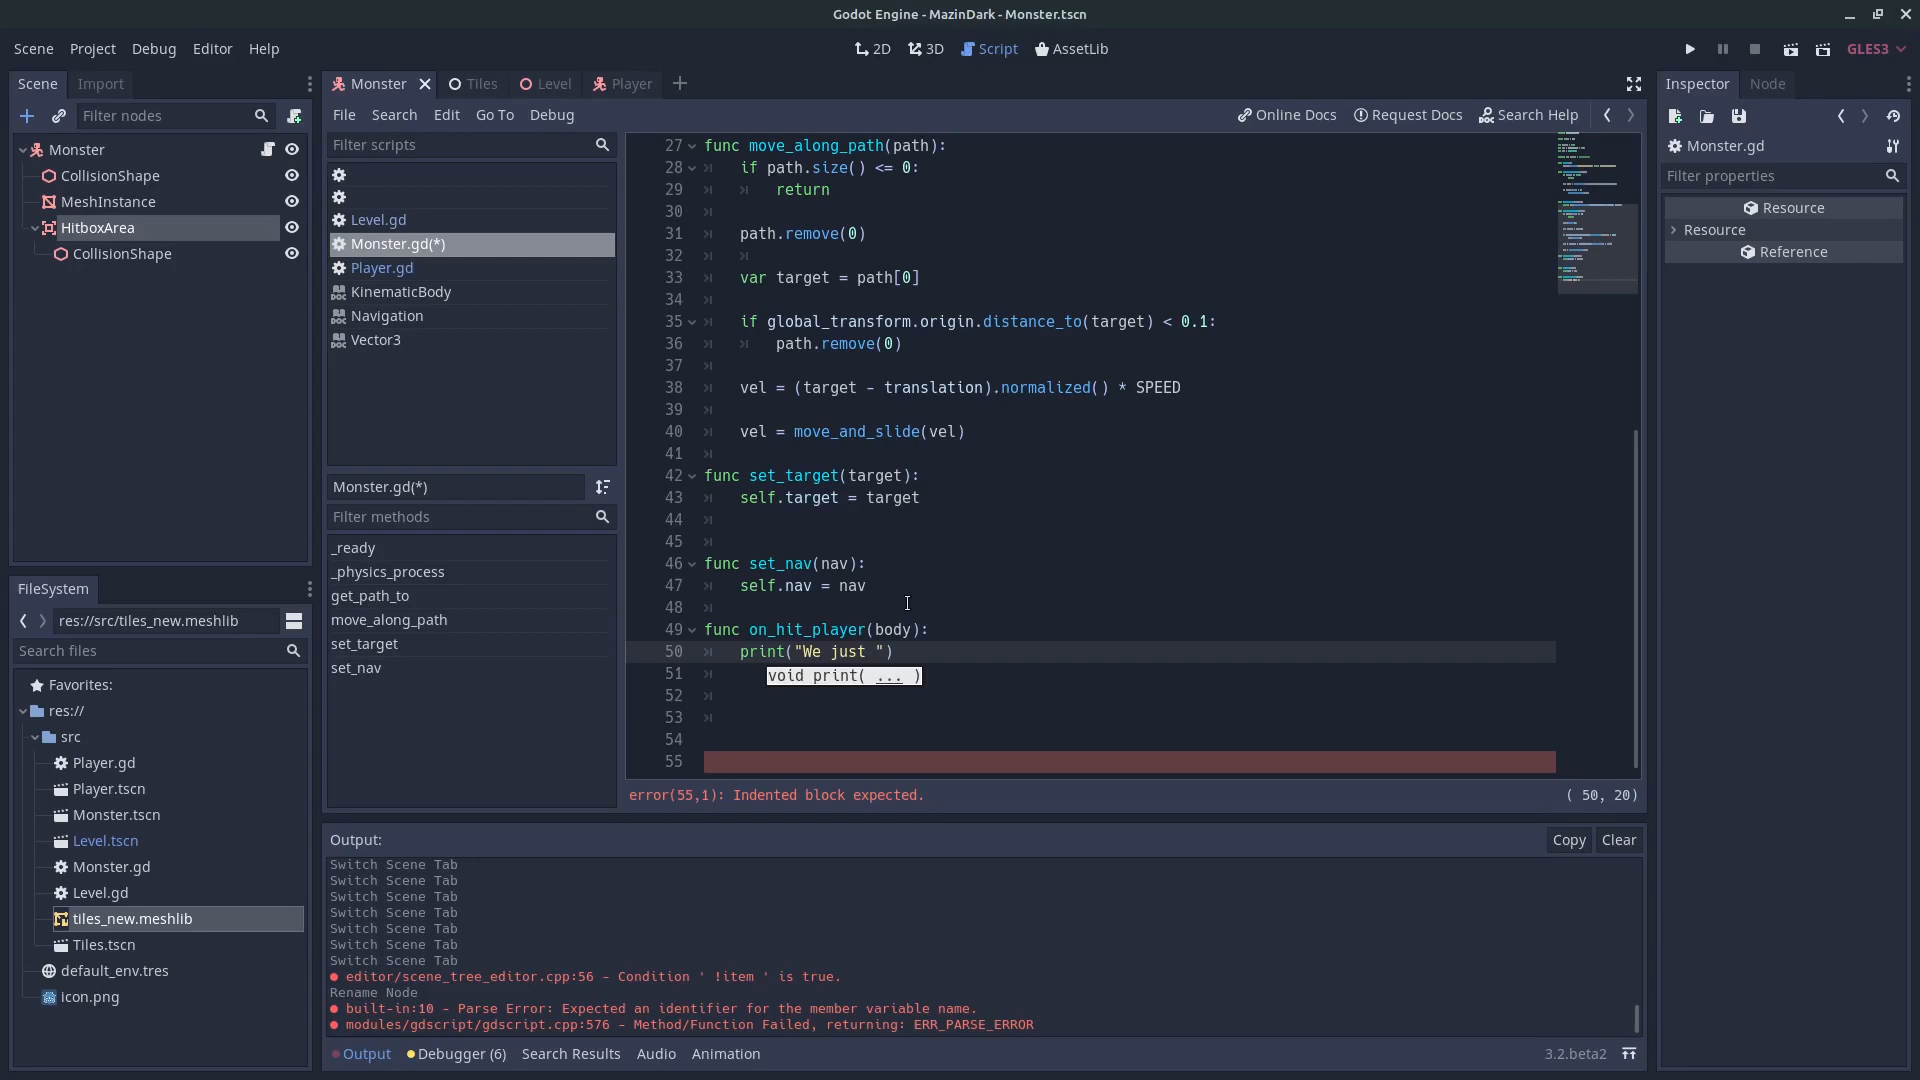 Godot Engine - MazinDark - Monster.tscn
Scene Project Debug Editor Help
2D 3D Script AssetLib
GLES3
Scene Import
Filter nodes
Monster
CollisionShape
MeshInstance
HitboxArea
CollisionShape
FileSystem
res://src/tiles_new.meshlib
Search files
Favorites:
res://
src
Player.gd
Player.tscn
Monster.tscn
Level.tscn
Monster.gd
Level.gd
tiles_new.meshlib
Tiles.tscn
default_env.tres
icon.png
Monster Tiles Level Player
File Search Edit Go To Debug
Online Docs Request Docs Search Help
Filter scripts
Level.gd
Monster.gd(*)
Player.gd
KinematicBody
Navigation
Vector3
Monster.gd(*)
Filter methods
_ready
_physics_process
get_path_to
move_along_path
set_target
set_nav
27 func move_along_path(path):
28 if path.size() <= 0:
29 return
30
31 path.remove(0)
32
33 var target = path[0]
34
35 if global_transform.origin.distance_to(target) < 0.1:
36 path.remove(0)
37
38 vel = (target - translation).normalized() * SPEED
39
40 vel = move_and_slide(vel)
41
42 func set_target(target):
43 self.target = target
44
45
46 func set_nav(nav):
47 self.nav = nav
48
49 func on_hit_player(body):
50 print("We just ")
51
void print( ... )
52
53
54
55
error(55,1): Indented block expected.
( 50, 20)
Output:
Copy Clear
Switch Scene Tab
Switch Scene Tab
Switch Scene Tab
Switch Scene Tab
Switch Scene Tab
Switch Scene Tab
Switch Scene Tab
editor/scene_tree_editor.cpp:56 - Condition ' !item ' is true.
Rename Node
built-in:10 - Parse Error: Expected an identifier for the member variable name.
modules/gdscript/gdscript.cpp:576 - Method/Function Failed, returning: ERR_PARSE_ERROR
Output Debugger (6) Search Results Audio Animation
3.2.beta2
Inspector Node
Monster.gd
Filter properties
Resource
Resource
Reference